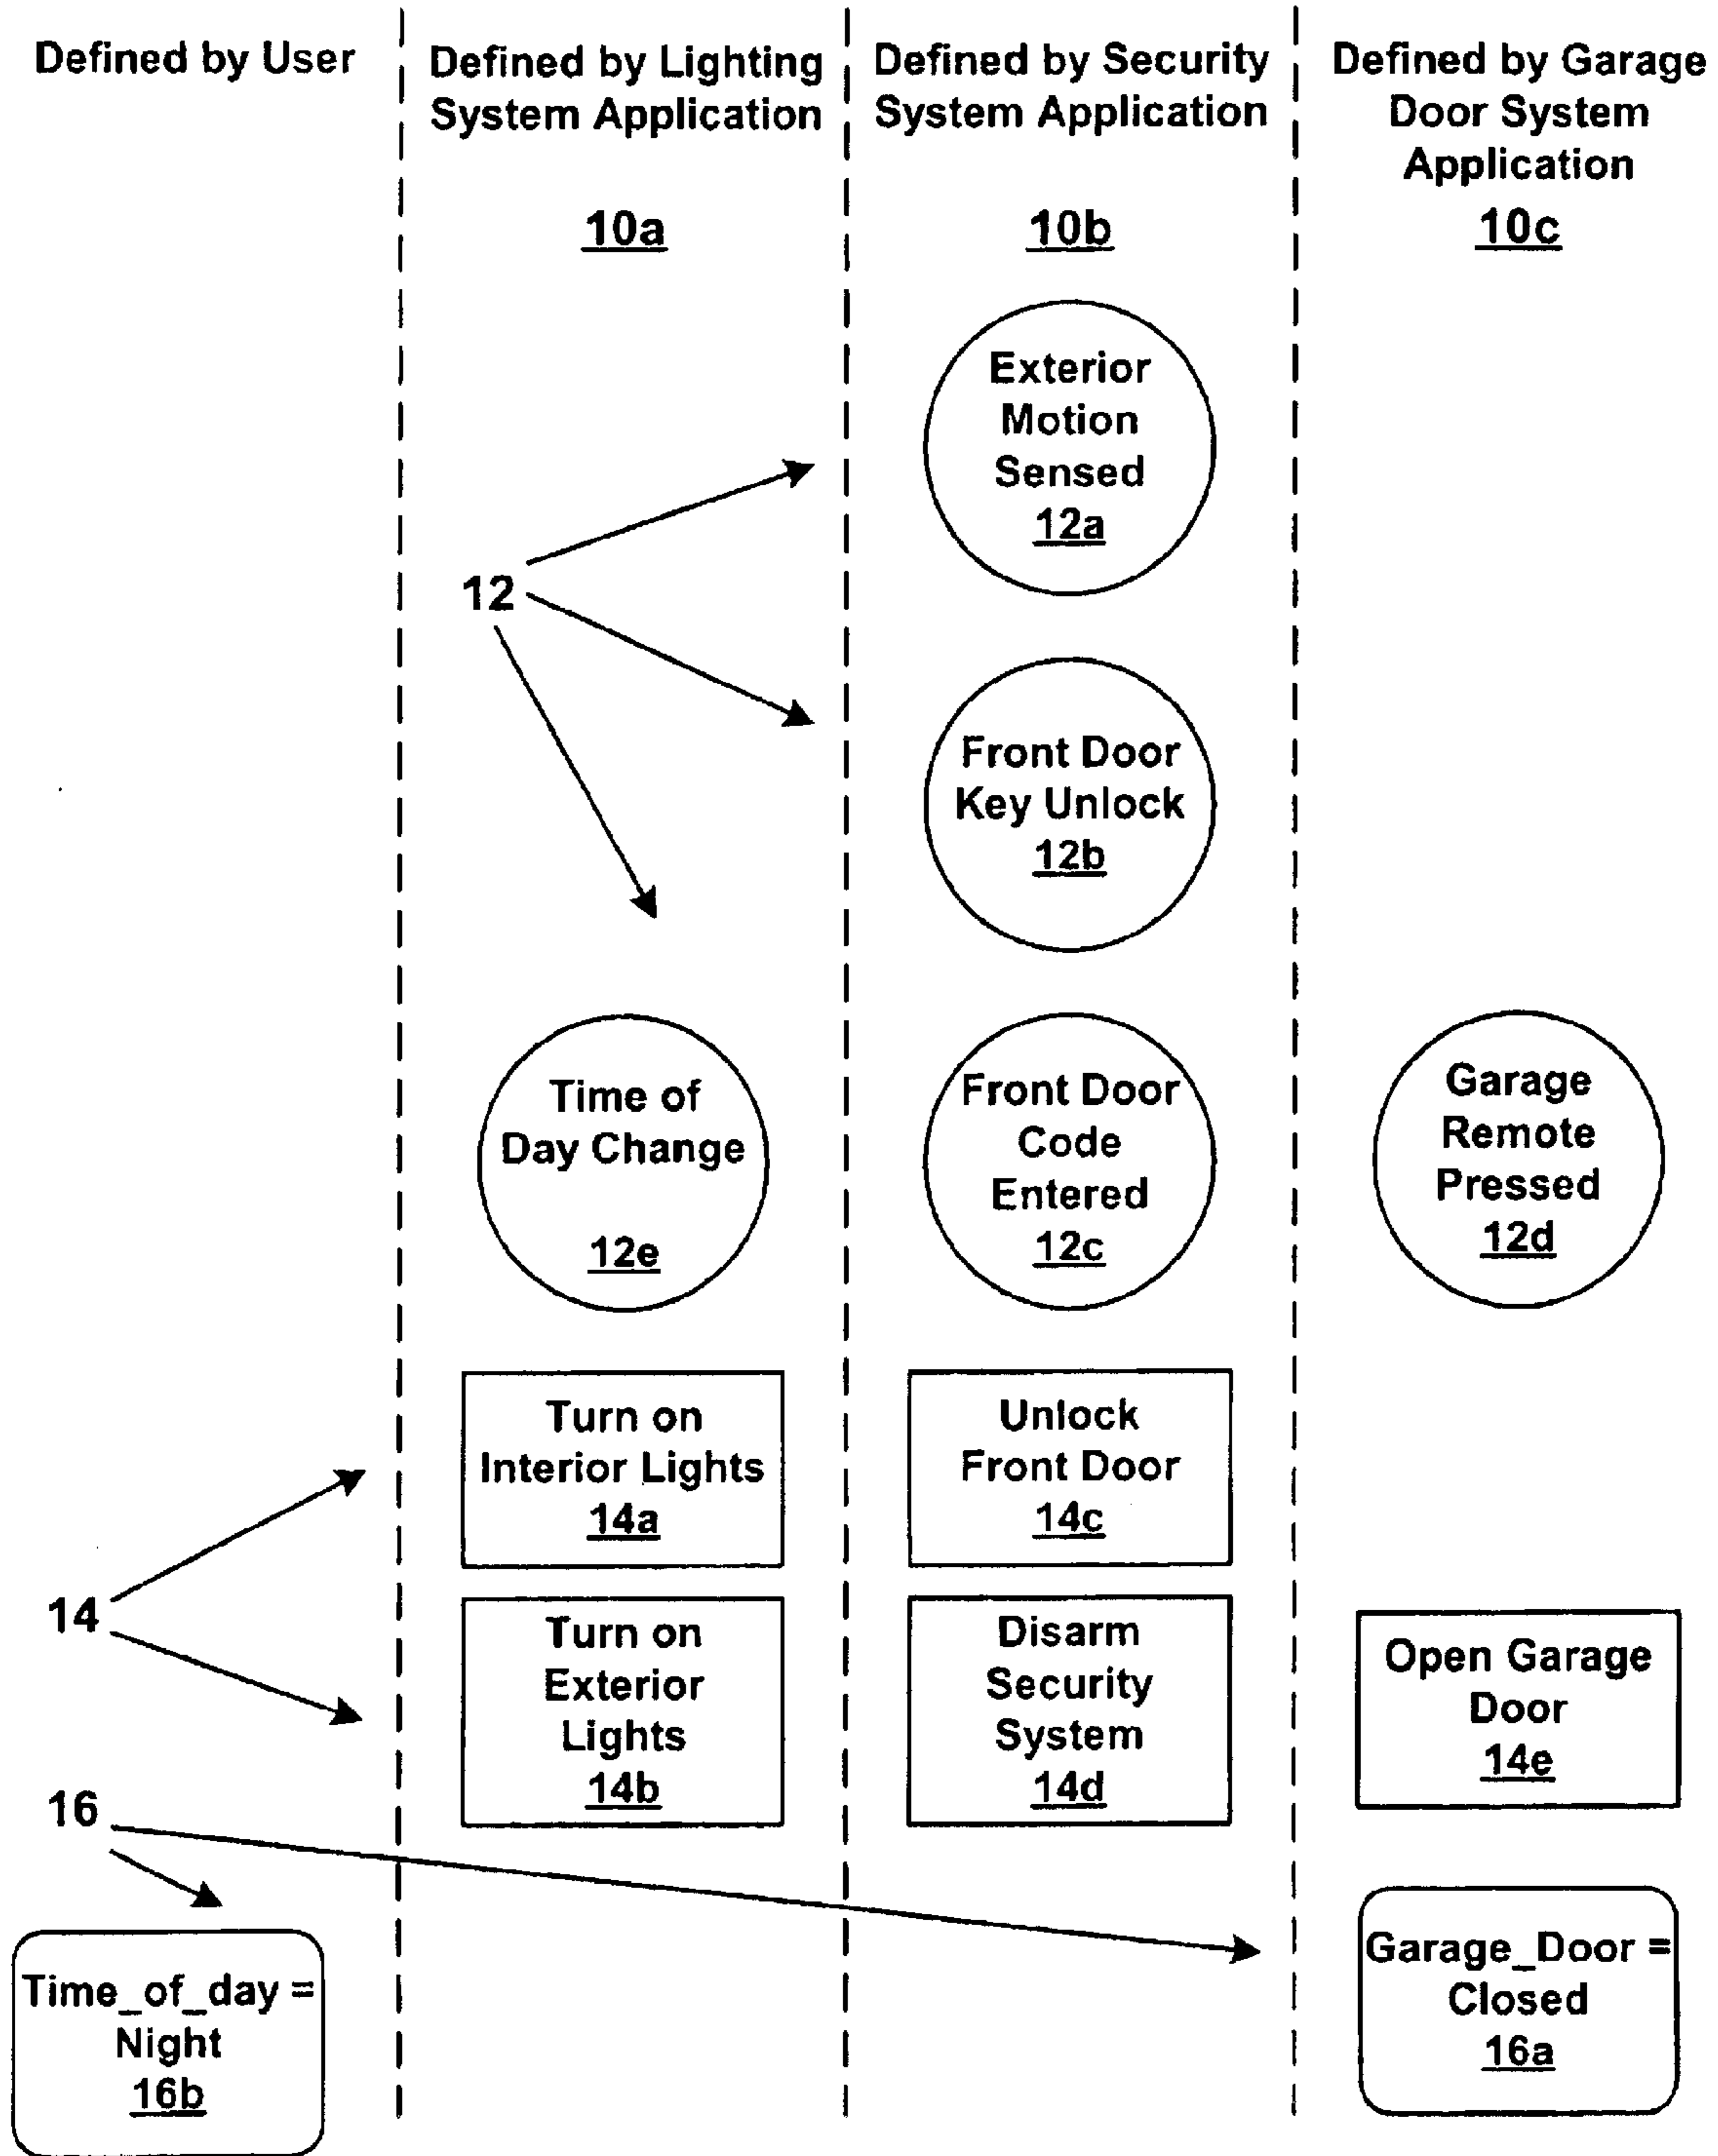 Defined by User
Defined by Lighting
System Application
10a
Defined by Security
System Application
10b
Defined by Garage
Door System
Application
10c
Exterior
Motion
Sensed
12a
12
Front Door
Key Unlock
12b
Time of
Day Change
12e
Front Door
Code
Entered
12c
Garage
Remote
Pressed
12d
Turn on
Interior Lights
14a
Unlock
Front Door
14c
14
Turn on
Exterior
Lights
14b
Disarm
Security
System
14d
Open Garage
Door
14e
16
Time_of_day =
Night
16b
Garage_Door =
Closed
16a